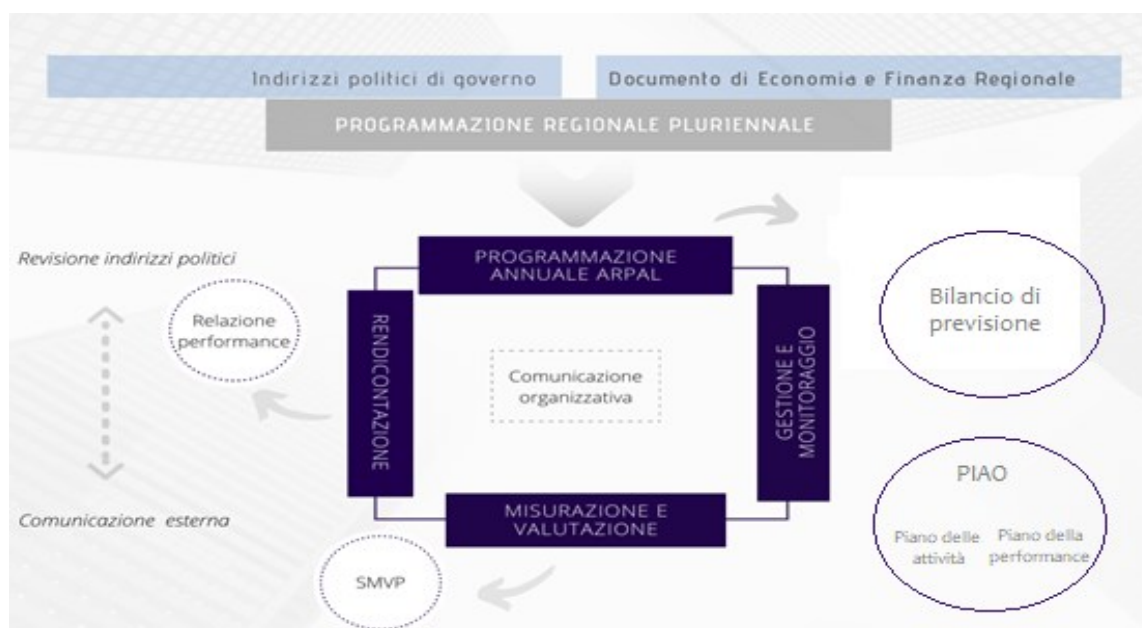 Indirizzi politici di governo
Documento di Economia e Finanza Regionale
PROGRAMMAZIONE REGIONALE PLURIENNALE
Revisione indirizzi politici
Relazione
performance
Comunicazione esterna
PROGRAMMAZIONE
ANNUALE ARPAL
RENDICONTAZIONE
Comunicazione
organizzativa
GESTIONE E
MONITORAGGIO
MISURAZIONE E
VALUTAZIONE
SMVP
Bilancio di
previsione
PIAO
Piano delle
attività
Piano della
performance